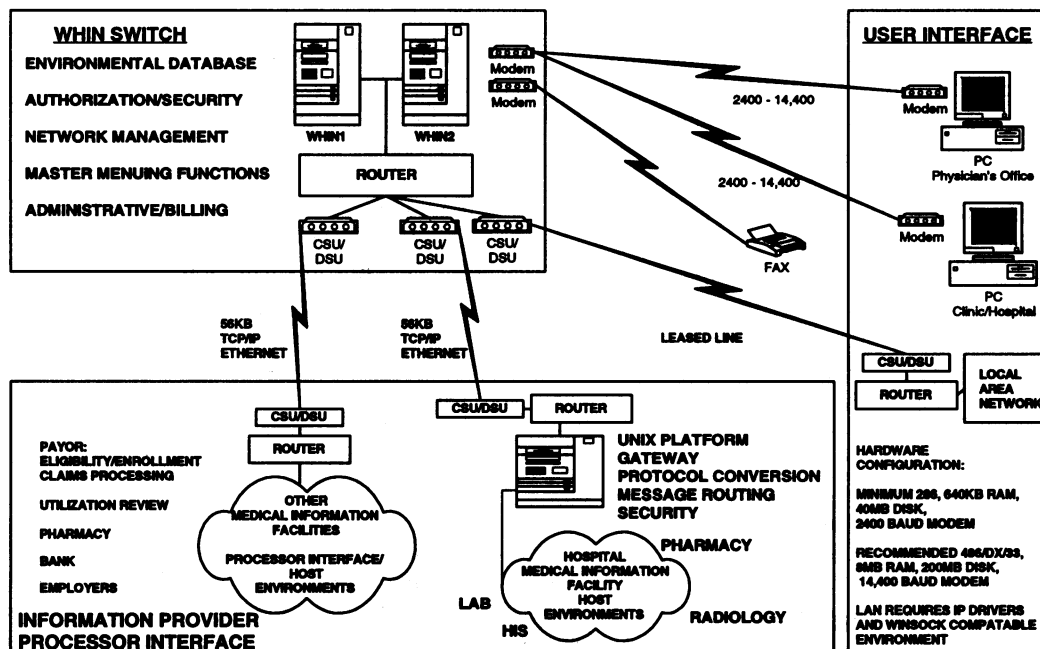 WHIN SWITCH
ENVIRONMENTAL DATABASE
AUTHORIZATION/SECURITY
NETWORK MANAGEMENT
MASTER MENUING FUNCTIONS
ADMINISTRATIVE/BILLING
WHIN1
WHIN2
ROUTER
CSU/
DSU
CSU/
DSU
CSU/
DSU
Modem
Modem
2400 - 14,400
2400 - 14,400
FAX
LEASED LINE
56KB
TCP/IP
ETHERNET
56KB
TCP/IP
ETHERNET
USER INTERFACE
Modem
PC
Physician's Office
Modem
PC
Clinic/Hospital
CSU/DSU
ROUTER
LOCAL
AREA
NETWORK
HARDWARE
CONFIGURATION:
MINIMUM 286, 640KB RAM,
40MB DISK,
2400 BAUD MODEM
RECOMMENDED 486/DX/33,
8MB RAM, 200MB DISK,
14,400 BAUD MODEM
LAN REQUIRES IP DRIVERS
AND WINSOCK COMPATABLE
ENVIRONMENT
CSU/DSU
ROUTER
PAYOR:
ELIGIBILITY/ENROLLMENT
CLAIMS PROCESSING
UTILIZATION REVIEW
PHARMACY
BANK
EMPLOYERS
OTHER
MEDICAL INFORMATION
FACILITIES
PROCESSOR INTERFACE/
HOST
ENVIRONMENTS
CSU/DSU
ROUTER
UNIX PLATFORM
GATEWAY
PROTOCOL CONVERSION
MESSAGE ROUTING
SECURITY
HOSPITAL
MEDICAL INFORMATION
FACILITY
HOST
ENVIRONMENTS
PHARMACY
LAB
RADIOLOGY
HIS
INFORMATION PROVIDER
PROCESSOR INTERFACE